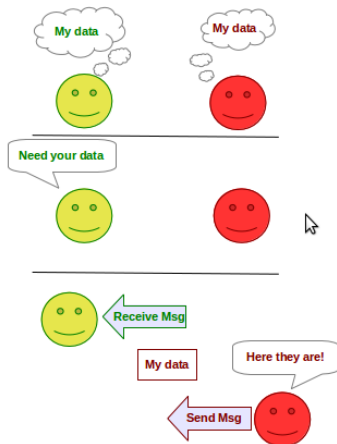 My data
My data
Need your data
Receive Msg
My data
Here they are!
Send Msg